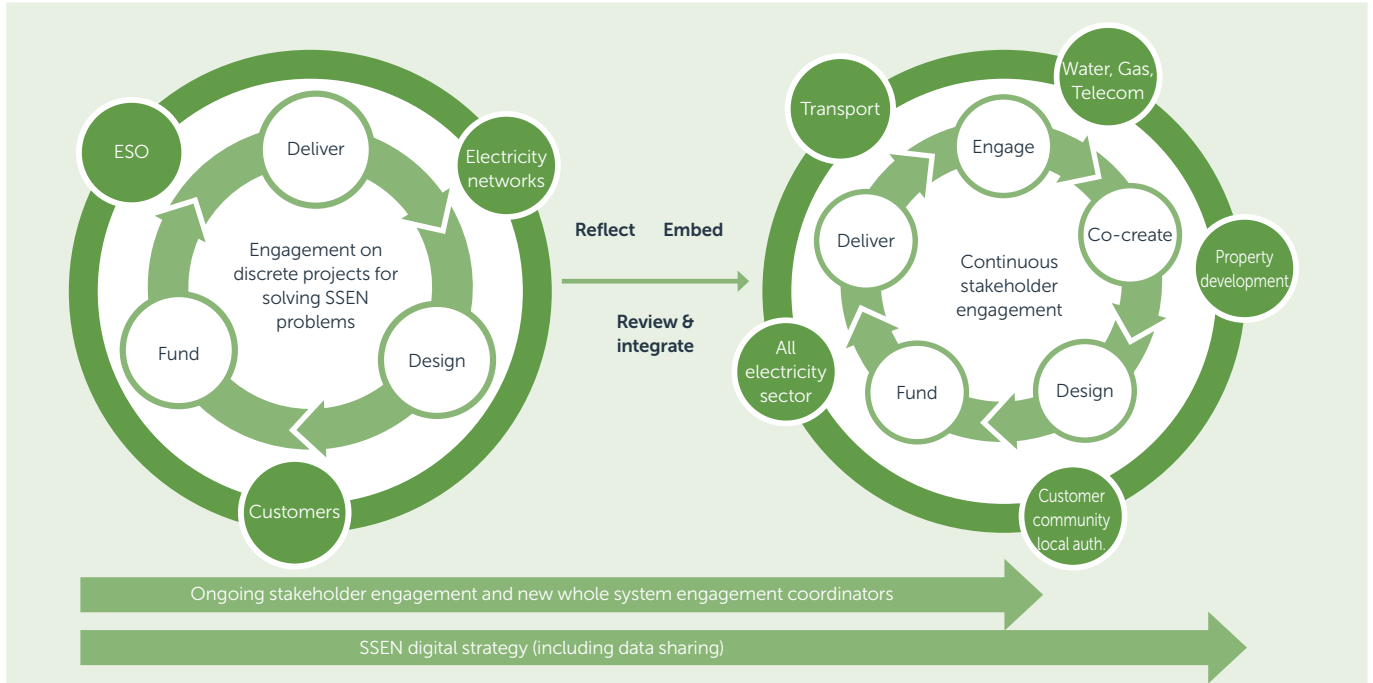 ESO
Deliver
Electricity
networks
Engagement on
discrete projects for
solving SSEN
problems
Fund
Design
Customers
Reflect Embed
Review &
integrate
Transport
Water, Gas,
Telecom
Engage
Deliver
Co-create
Continuous
stakeholder
engagement
Property
development
All
electricity
sector
Fund
Design
Customer
community
local auth.
Ongoing stakeholder engagement and new whole system engagement coordinators
SSEN digital strategy (including data sharing)